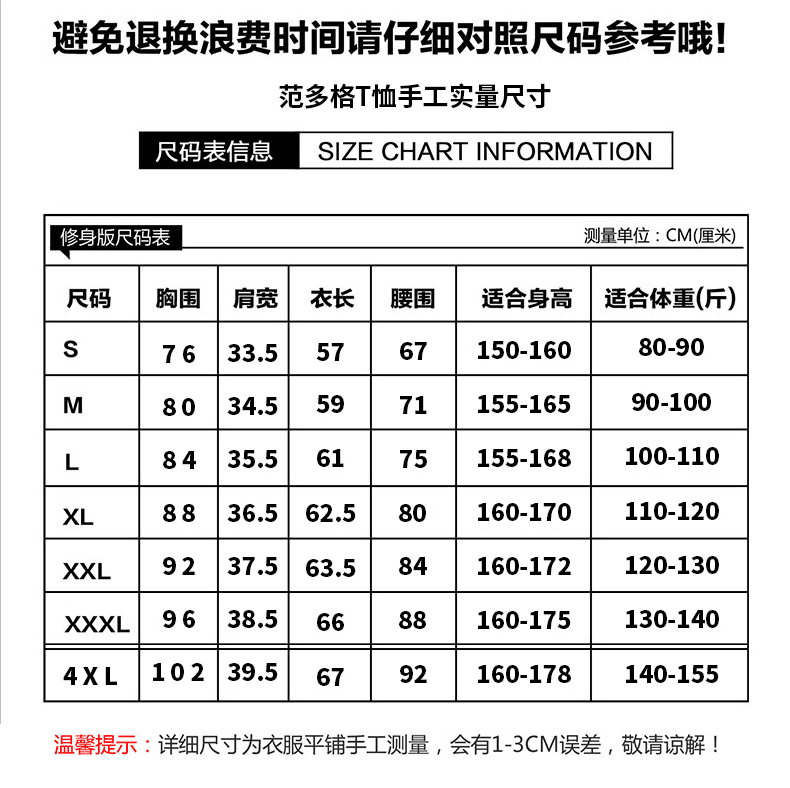 避免退换浪费时间请仔细对照尺码参考哦!
范多格T恤手工实量尺寸
尺码表信息 SIZE CHART INFORMATION
修身版尺码表 测量单位：CM(厘米)
尺码 胸围 肩宽 衣长 腰围 适合身高 适合体重(斤)
S 76 33.5 57 67 150-160 80-90
M 80 34.5 59 71 155-165 90-100
L 84 35.5 61 75 155-168 100-110
XL 88 36.5 62.5 80 160-170 110-120
XXL 92 37.5 63.5 84 160-172 120-130
XXXL 96 38.5 66 88 160-175 130-140
4XL 102 39.5 67 92 160-178 140-155
温馨提示：详细尺寸为衣服平铺手工测量，会有1-3CM误差，敬请谅解！